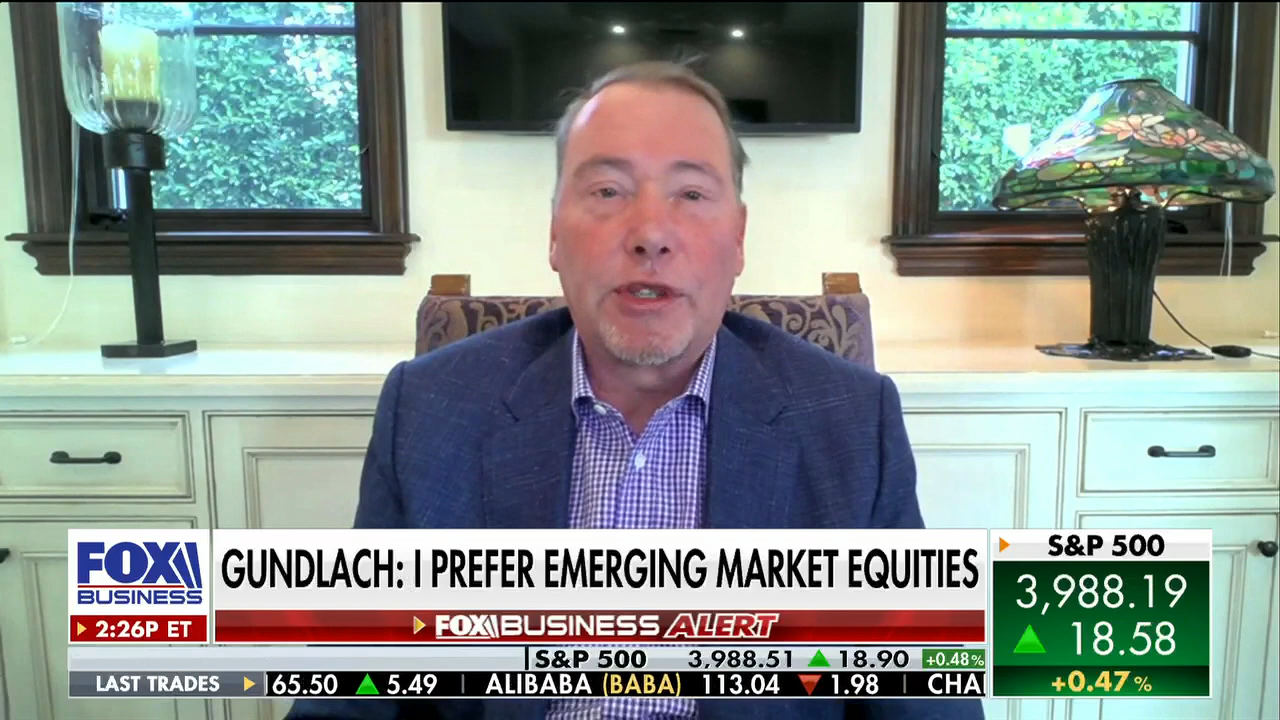 GUNDLACH: I PREFER EMERGING MARKET EQUITIES
FOX BUSINESS ALERT
FOX
BUSINESS
2:26P ET
S&P 500
3,988.19
18.58
+0.47%
S&P 500 3,988.51 18.90 +0.48%
LAST TRADES 65.50 5.49 | ALIBABA (BABA) 113.04 1.98 | CHA